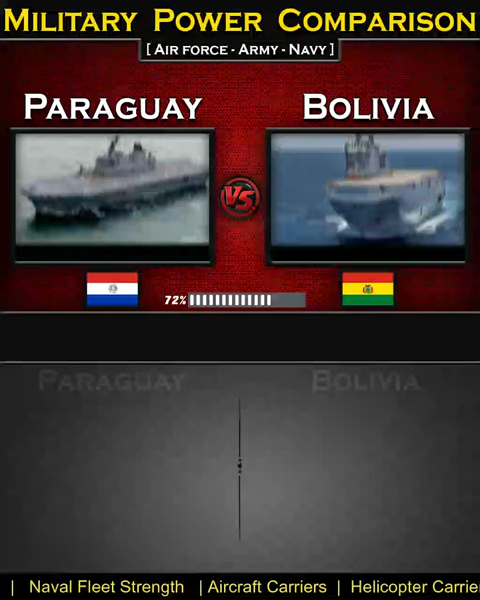 Military Power Comparison
[ Air force - Army - Navy ]
Paraguay
Bolivia
VS
72%
Paraguay
Bolivia
| Naval Fleet Strength | Aircraft Carriers | Helicopter Carrie